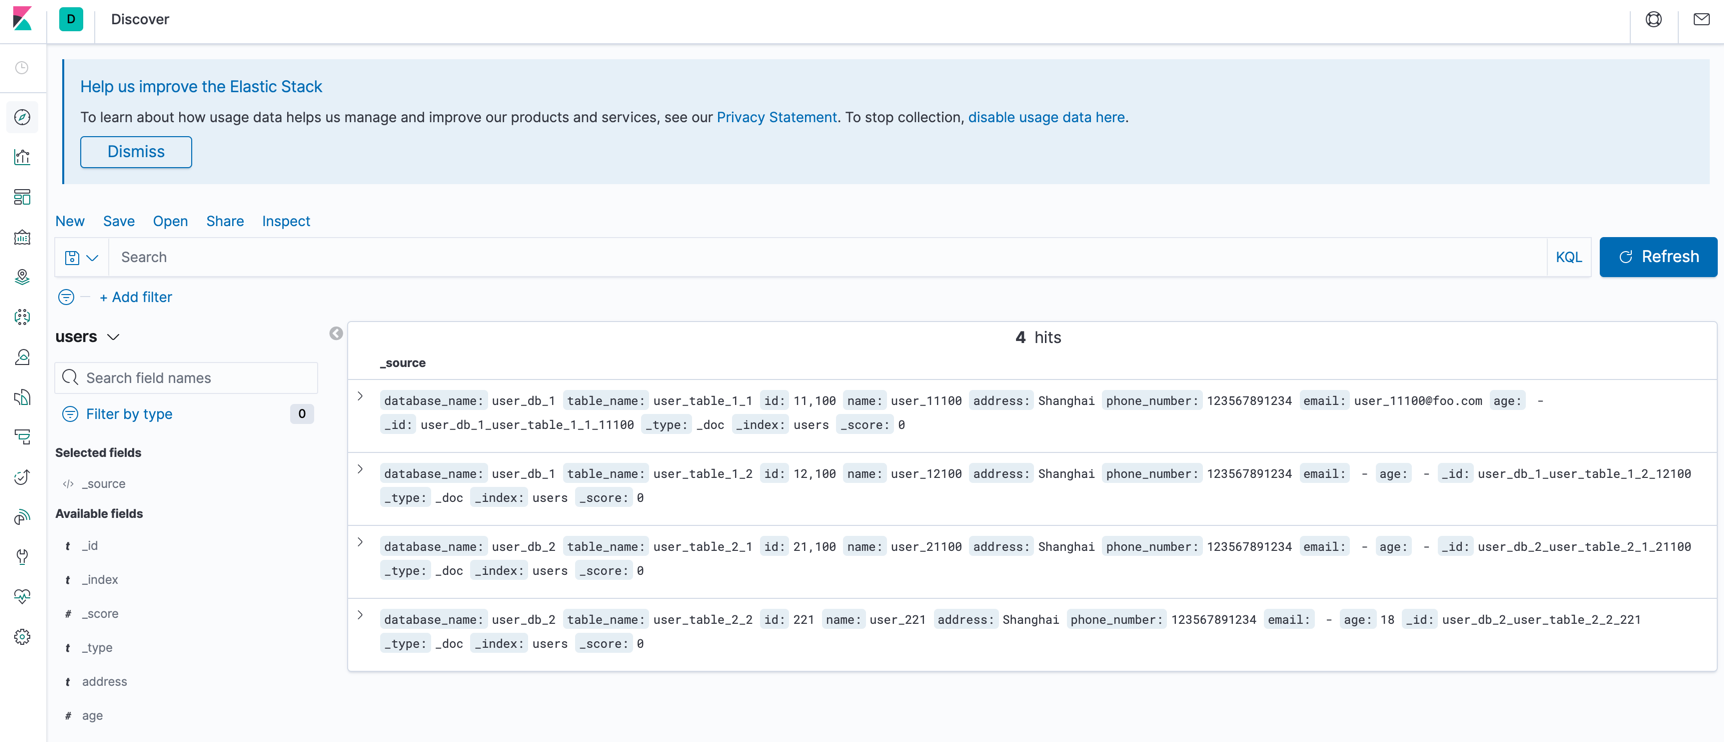 D Discover
Help us improve the Elastic Stack
To learn about how usage data helps us manage and improve our products and services, see our Privacy Statement. To stop collection, disable usage data here.
Dismiss
New Save Open Share Inspect
Search KQL Refresh
+ Add filter
users
Search field names
Filter by type 0
Selected fields
</> _source
Available fields
t _id
t _index
# _score
t _type
t address
# age
4 hits
_source
database_name: user_db_1 table_name: user_table_1_1 id: 11,100 name: user_11100 address: Shanghai phone_number: 123567891234 email: user_11100@foo.com age: -
_id: user_db_1_user_table_1_1_11100 _type: _doc _index: users _score: 0
database_name: user_db_1 table_name: user_table_1_2 id: 12,100 name: user_12100 address: Shanghai phone_number: 123567891234 email: - age: - _id: user_db_1_user_table_1_2_12100
_type: _doc _index: users _score: 0
database_name: user_db_2 table_name: user_table_2_1 id: 21,100 name: user_21100 address: Shanghai phone_number: 123567891234 email: - age: - _id: user_db_2_user_table_2_1_21100
_type: _doc _index: users _score: 0
database_name: user_db_2 table_name: user_table_2_2 id: 221 name: user_221 address: Shanghai phone_number: 123567891234 email: - age: 18 _id: user_db_2_user_table_2_2_221
_type: _doc _index: users _score: 0